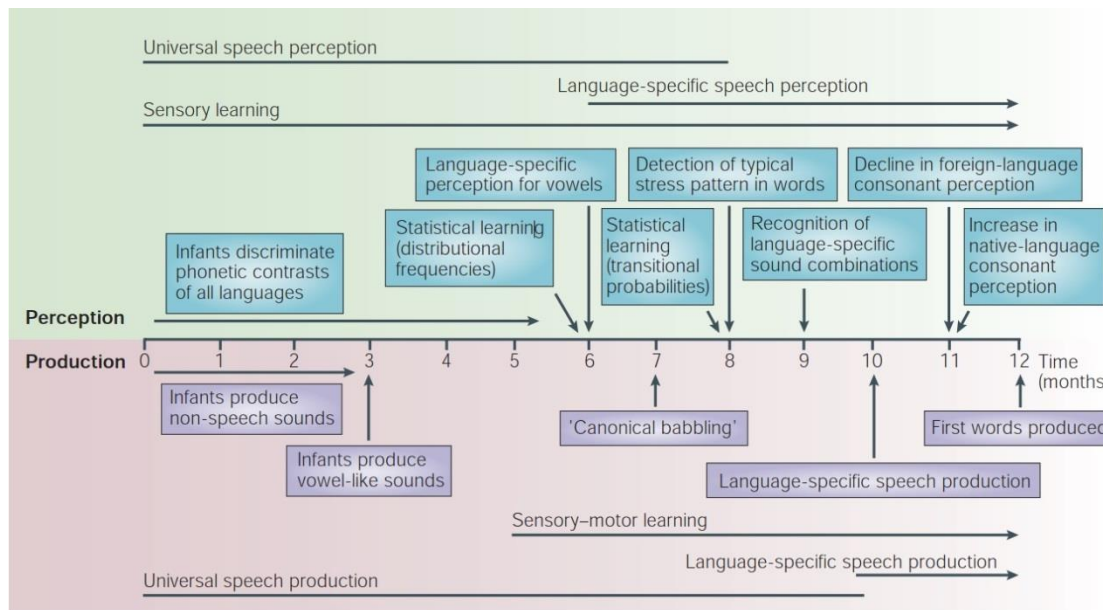 Universal speech perception
Language-specific speech perception
Sensory learning
Language-specific
perception for vowels
Detection of typical
stress pattern in words
Decline in foreign-language
consonant perception
Statistical learning
(distributional
frequencies)
Statistical
learning
(transitional
probabilities)
Recognition of
language-specific
sound combinations
Increase in
native-language
consonant
perception
Infants discriminate
phonetic contrasts
of all languages
Perception
Production
0 1 2 3 4 5 6 7 8 9 10 11 12 Time
(months
Infants produce
non-speech sounds
Infants produce
vowel-like sounds
'Canonical babbling'
First words produced
Language-specific speech production
Sensory–motor learning
Language-specific speech production
Universal speech production